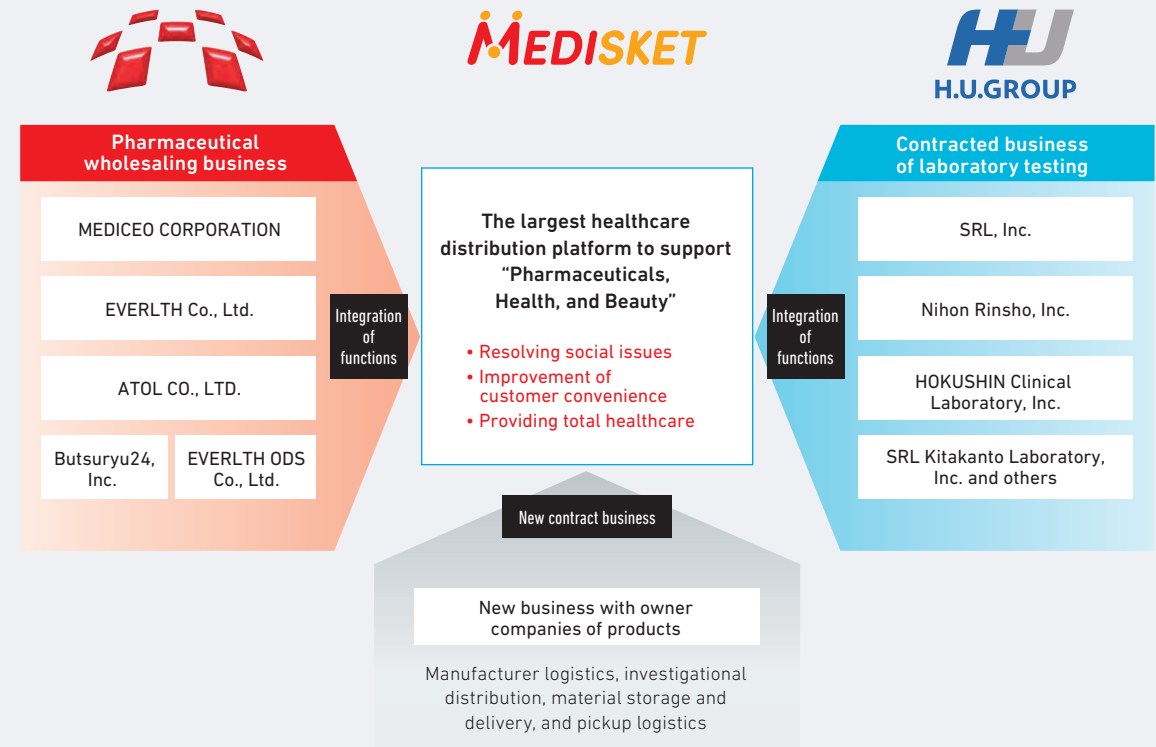 MEDISKET
H.U.GROUP
Pharmaceutical
wholesaling business
MEDICEO CORPORATION
EVERLTH Co., Ltd.
ATOL CO., LTD.
Butsuryu24,
Inc.
EVERLTH ODS
Co., Ltd.
Integration
of
functions
The largest healthcare
distribution platform to support
“Pharmaceuticals,
Health, and Beauty”
• Resolving social issues
• Improvement of
customer convenience
• Providing total healthcare
Integration
of
functions
Contracted business
of laboratory testing
SRL, Inc.
Nihon Rinsho, Inc.
HOKUSHIN Clinical
Laboratory, Inc.
SRL Kitakanto Laboratory,
Inc. and others
New contract business
New business with owner
companies of products
Manufacturer logistics, investigational
distribution, material storage and
delivery, and pickup logistics